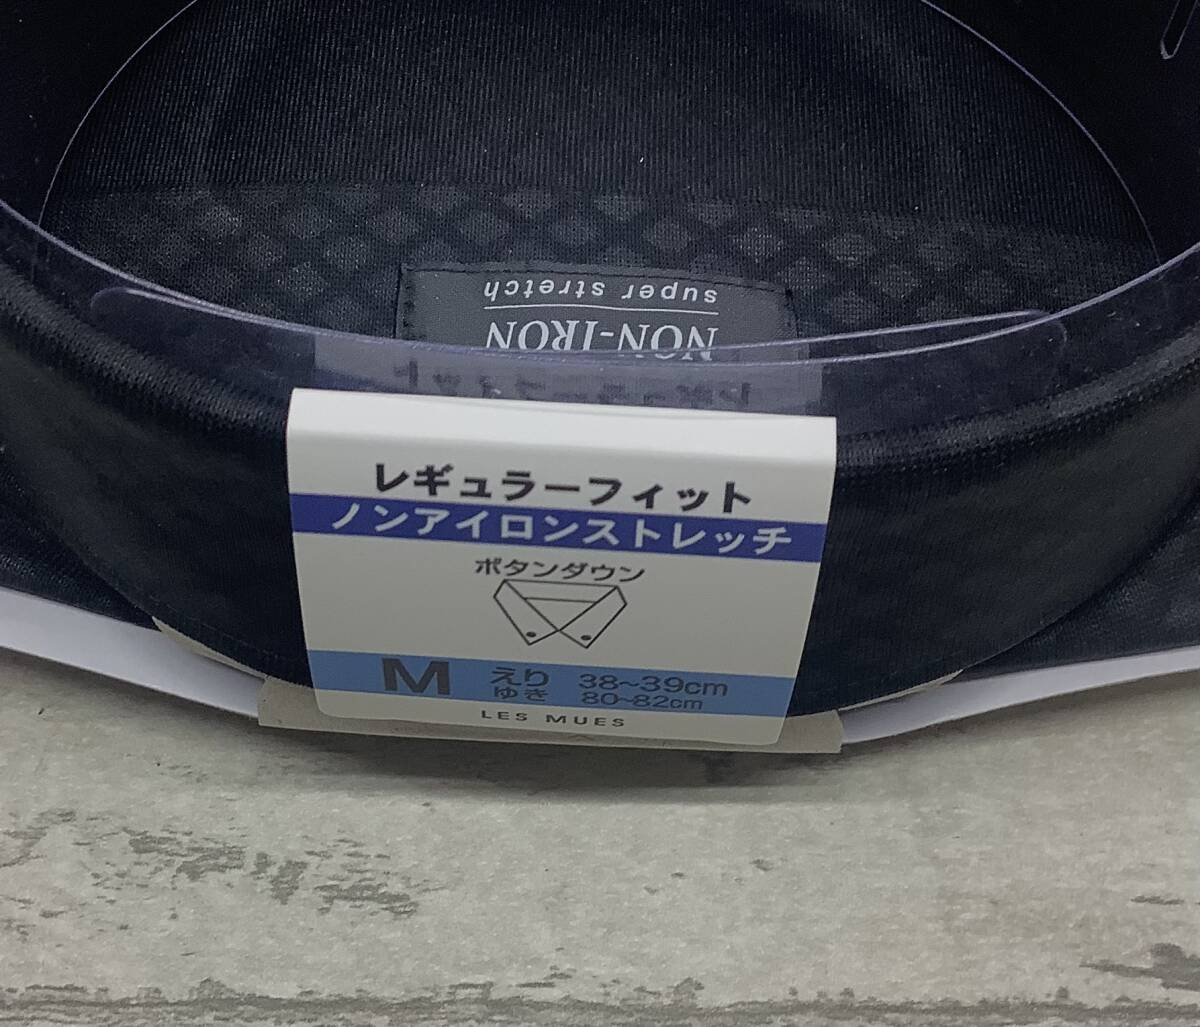 super stretch
NON-IRON
レギュラーフィット
ノンアイロンストレッチ
ボタンダウン
M
えり 38~39cm
ゆき 80~82cm
LES MUES